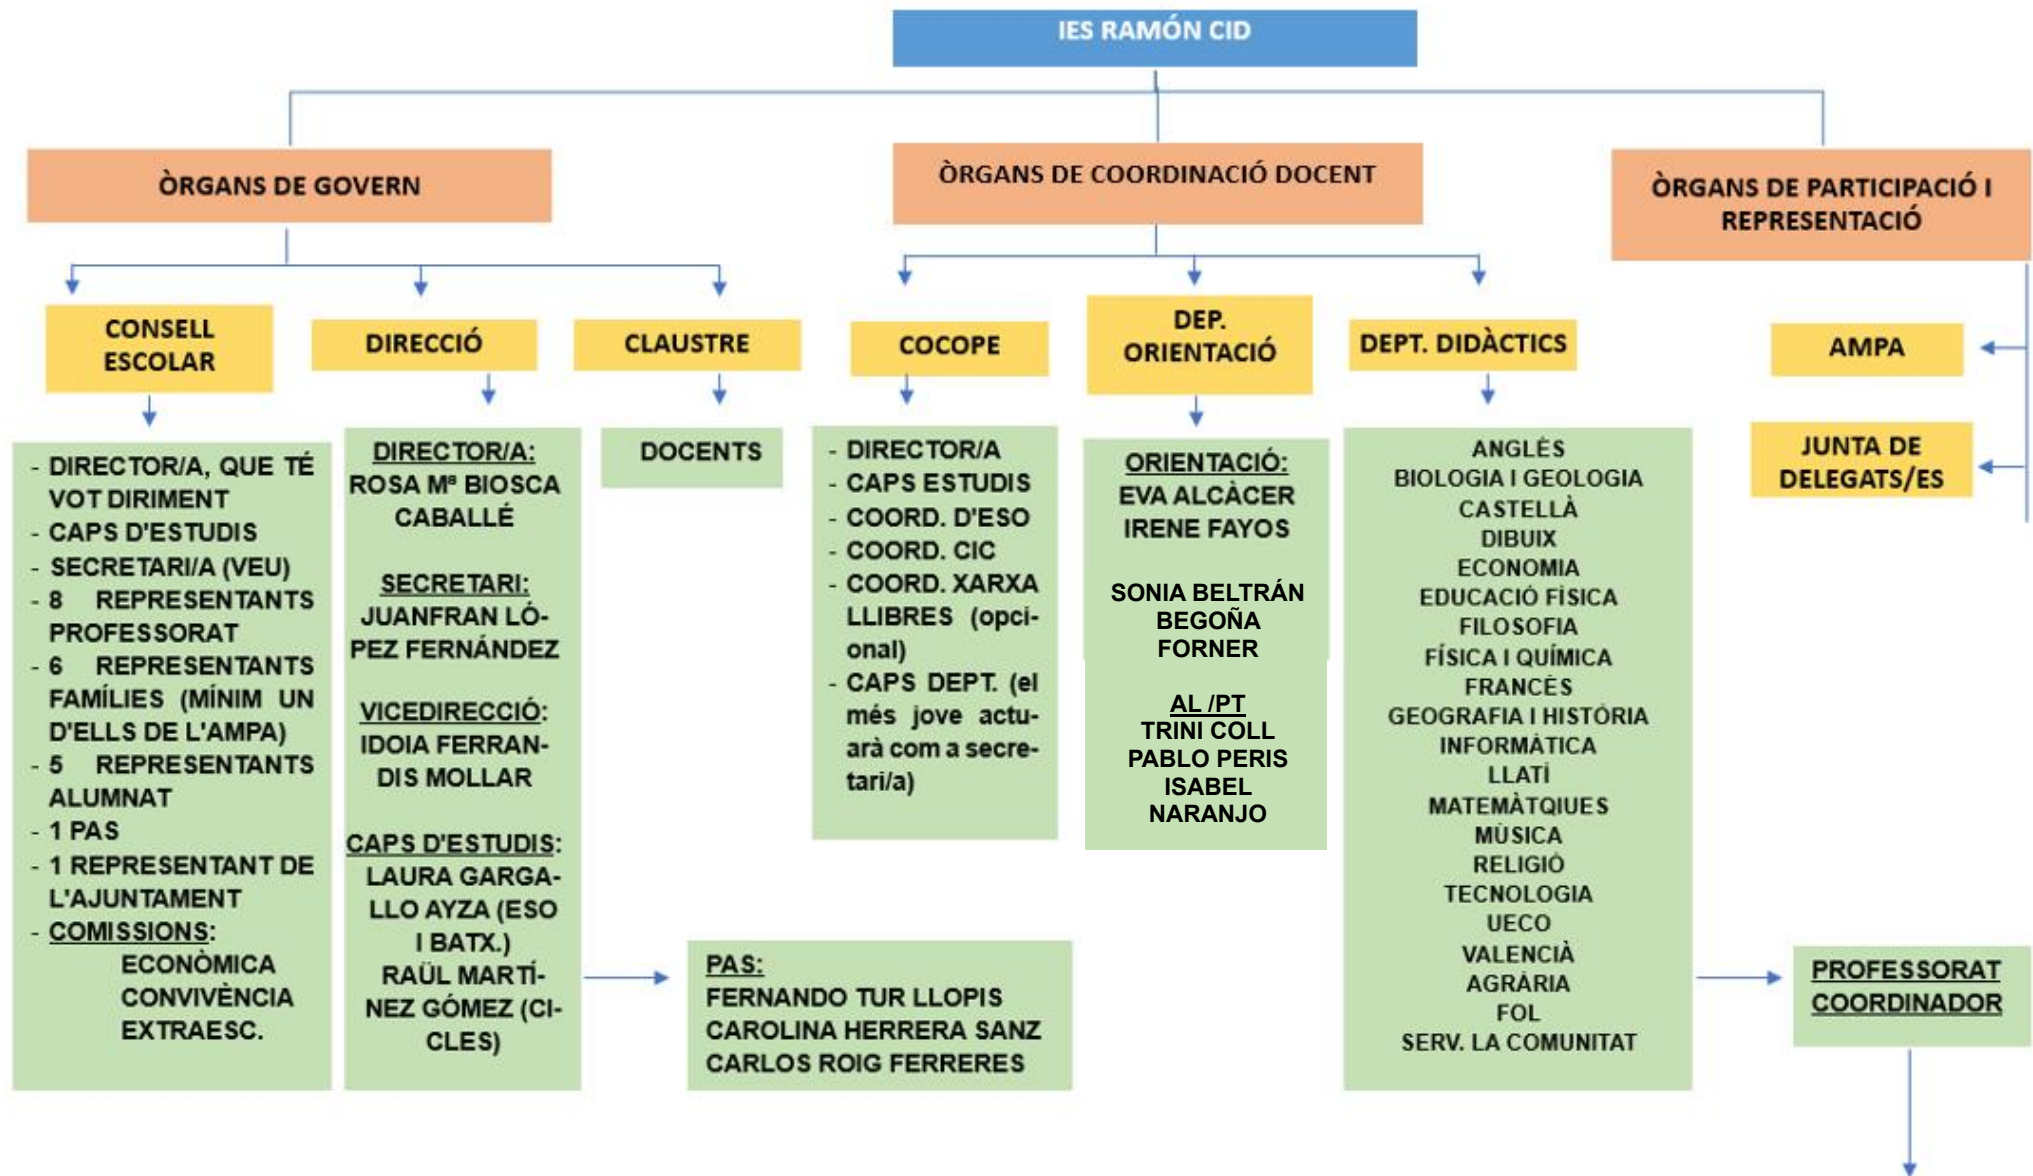 IES RAMÓN CID
ÒRGANS DE GOVERN
ÒRGANS DE COORDINACIÓ DOCENT
ÒRGANS DE PARTICIPACIÓ I
REPRESENTACIÓ
CONSELL
ESCOLAR
DIRECCIÓ
CLAUSTRE
COCOPE
DEP.
ORIENTACIÓ
DEPT. DIDÀCTICS
AMPA
JUNTA DE
DELEGATS/ES
- DIRECTOR/A, QUE TÉ
VOT DIRIMENT
- CAPS D'ESTUDIS
- SECRETARI/A (VEU)
- 8 REPRESENTANTS
PROFESSORAT
- 6 REPRESENTANTS
FAMÍLIES (MÍNIM UN
D'ELLS DE L'AMPA)
- 5 REPRESENTANTS
ALUMNAT
- 1 PAS
- 1 REPRESENTANT DE
L'AJUNTAMENT
- COMISSIONS:
ECONÒMICA
CONVIVÈNCIA
EXTRAESC.
DIRECTOR/A:
ROSA Mª BIOSCA
CABALLÉ
SECRETARI:
JUANFRAN LÓ-
PEZ FERNÁNDEZ
VICEDIRECCIÓ:
IDOIA FERRAN-
DIS MOLLAR
CAPS D'ESTUDIS:
LAURA GARGA-
LLO AYZA (ESO
I BATX.)
RAÜL MARTÍ-
NEZ GÓMEZ (CI-
CLES)
DOCENTS
PAS:
FERNANDO TUR LLOPIS
CAROLINA HERRERA SANZ
CARLOS ROIG FERRERES
- DIRECTOR/A
- CAPS ESTUDIS
- COORD. D'ESO
- COORD. CIC
- COORD. XARXA
LLIBRES (opci-
onal)
- CAPS DEPT. (el
més jove actu-
arà com a secre-
tari/a)
ORIENTACIÓ:
EVA ALCÀCER
IRENE FAYOS
SONIA BELTRÁN
BEGOÑA
FORNER
AL /PT
TRINI COLL
PABLO PERIS
ISABEL
NARANJO
ANGLÉS
BIOLOGIA I GEOLOGIA
CASTELLÀ
DIBUIX
ECONOMIA
EDUCACIÓ FÍSICA
FILOSOFIA
FÍSICA I QUÍMICA
FRANCÉS
GEOGRAFIA I HISTÒRIA
INFORMÀTICA
LLATÍ
MATEMÀTQIUES
MÚSICA
RELIGIÓ
TECNOLOGIA
UECO
VALENCIÀ
AGRÀRIA
FOL
SERV. LA COMUNITAT
PROFESSORAT
COORDINADOR